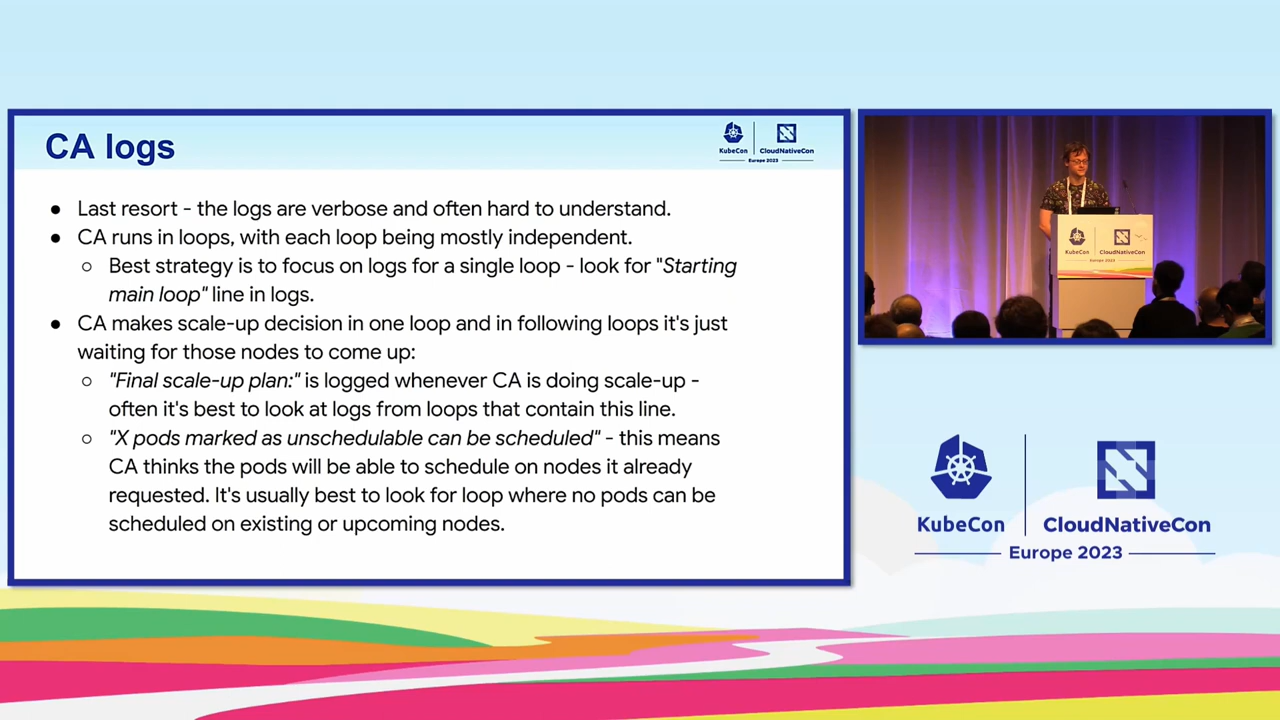 CA logs
KubeCon
CloudNativeCon
Europe 2023
● Last resort - the logs are verbose and often hard to understand.
● CA runs in loops, with each loop being mostly independent.
○ Best strategy is to focus on logs for a single loop - look for "Starting
main loop" line in logs.
● CA makes scale-up decision in one loop and in following loops it's just
waiting for those nodes to come up:
○ "Final scale-up plan:" is logged whenever CA is doing scale-up -
often it's best to look at logs from loops that contain this line.
○ "X pods marked as unschedulable can be scheduled" - this means
CA thinks the pods will be able to schedule on nodes it already
requested. It's usually best to look for loop where no pods can be
scheduled on existing or upcoming nodes.
KubeCon
CloudNativeCon
Europe 2023
KubeCon
CloudNativeCon
Europe 2023